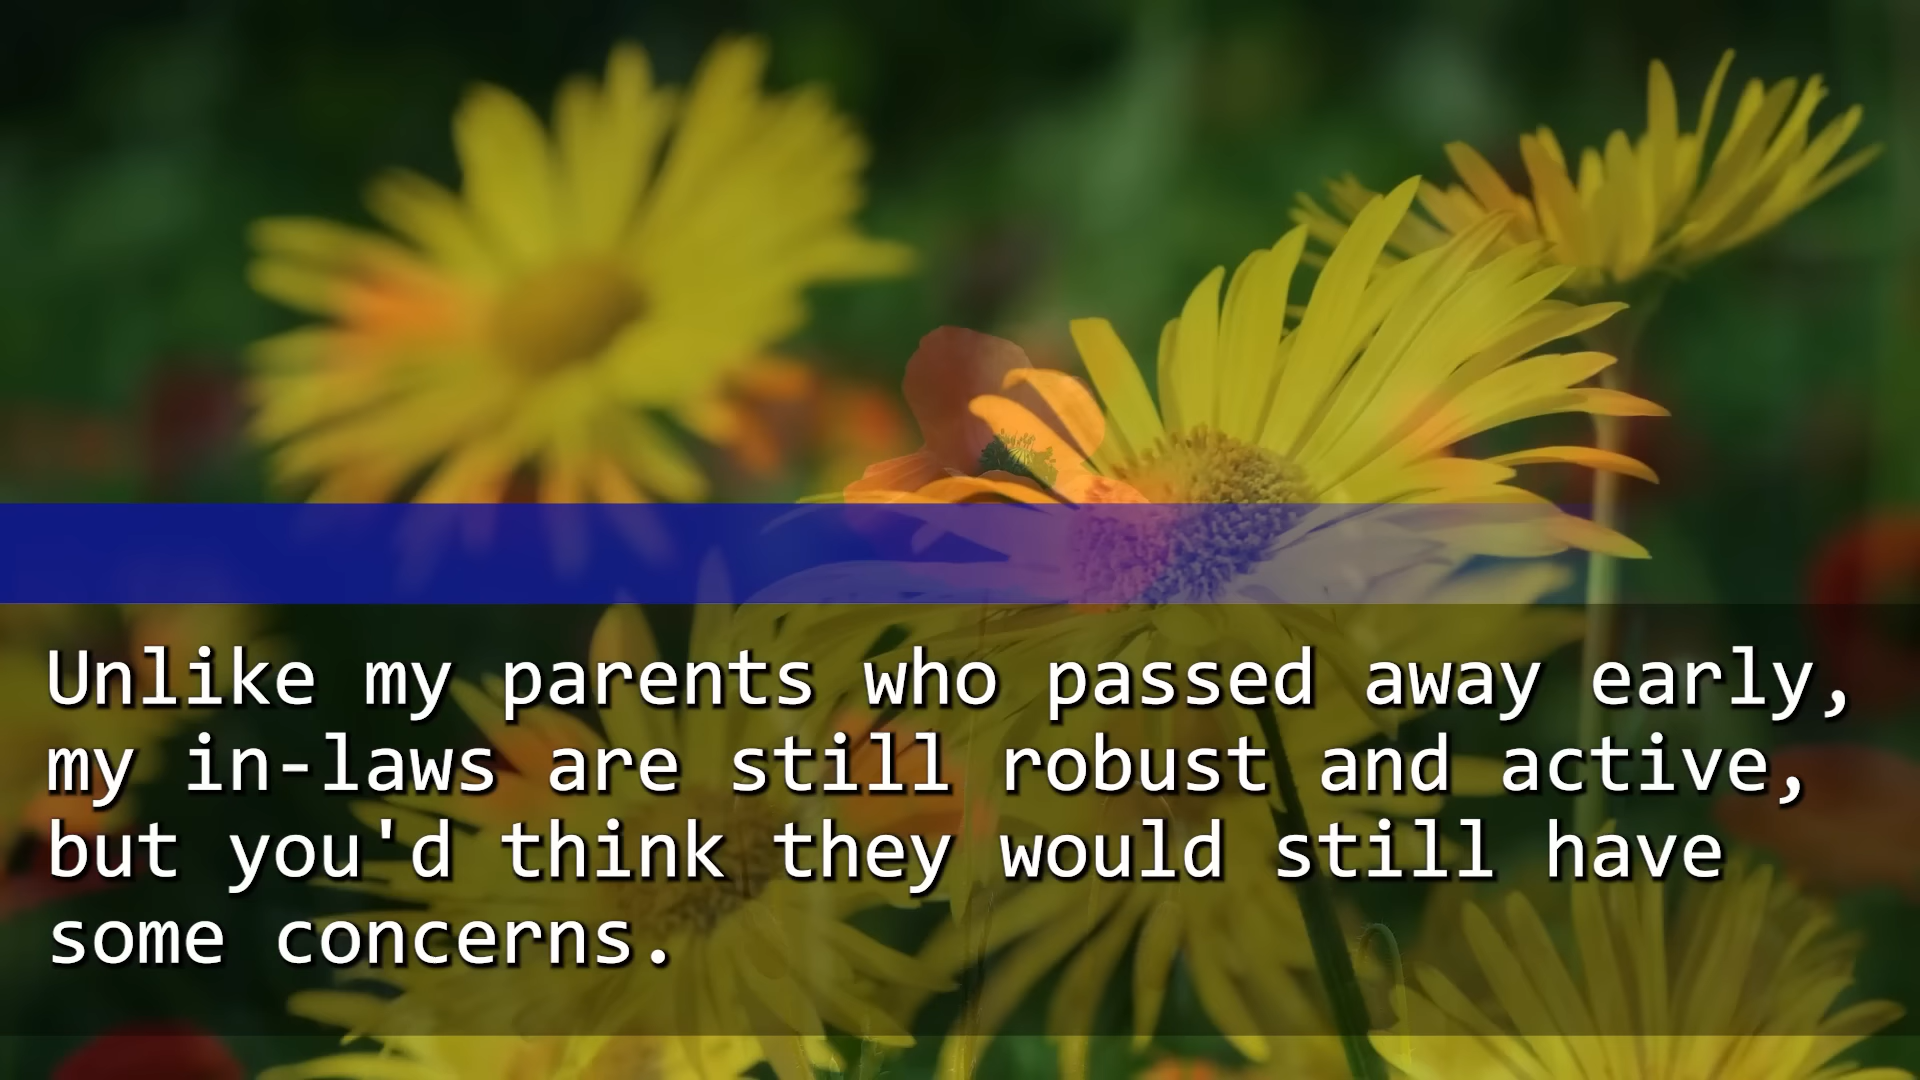 Unlike my parents who passed away early,
my in-laws are still robust and active,
but you'd think they would still have
some concerns.